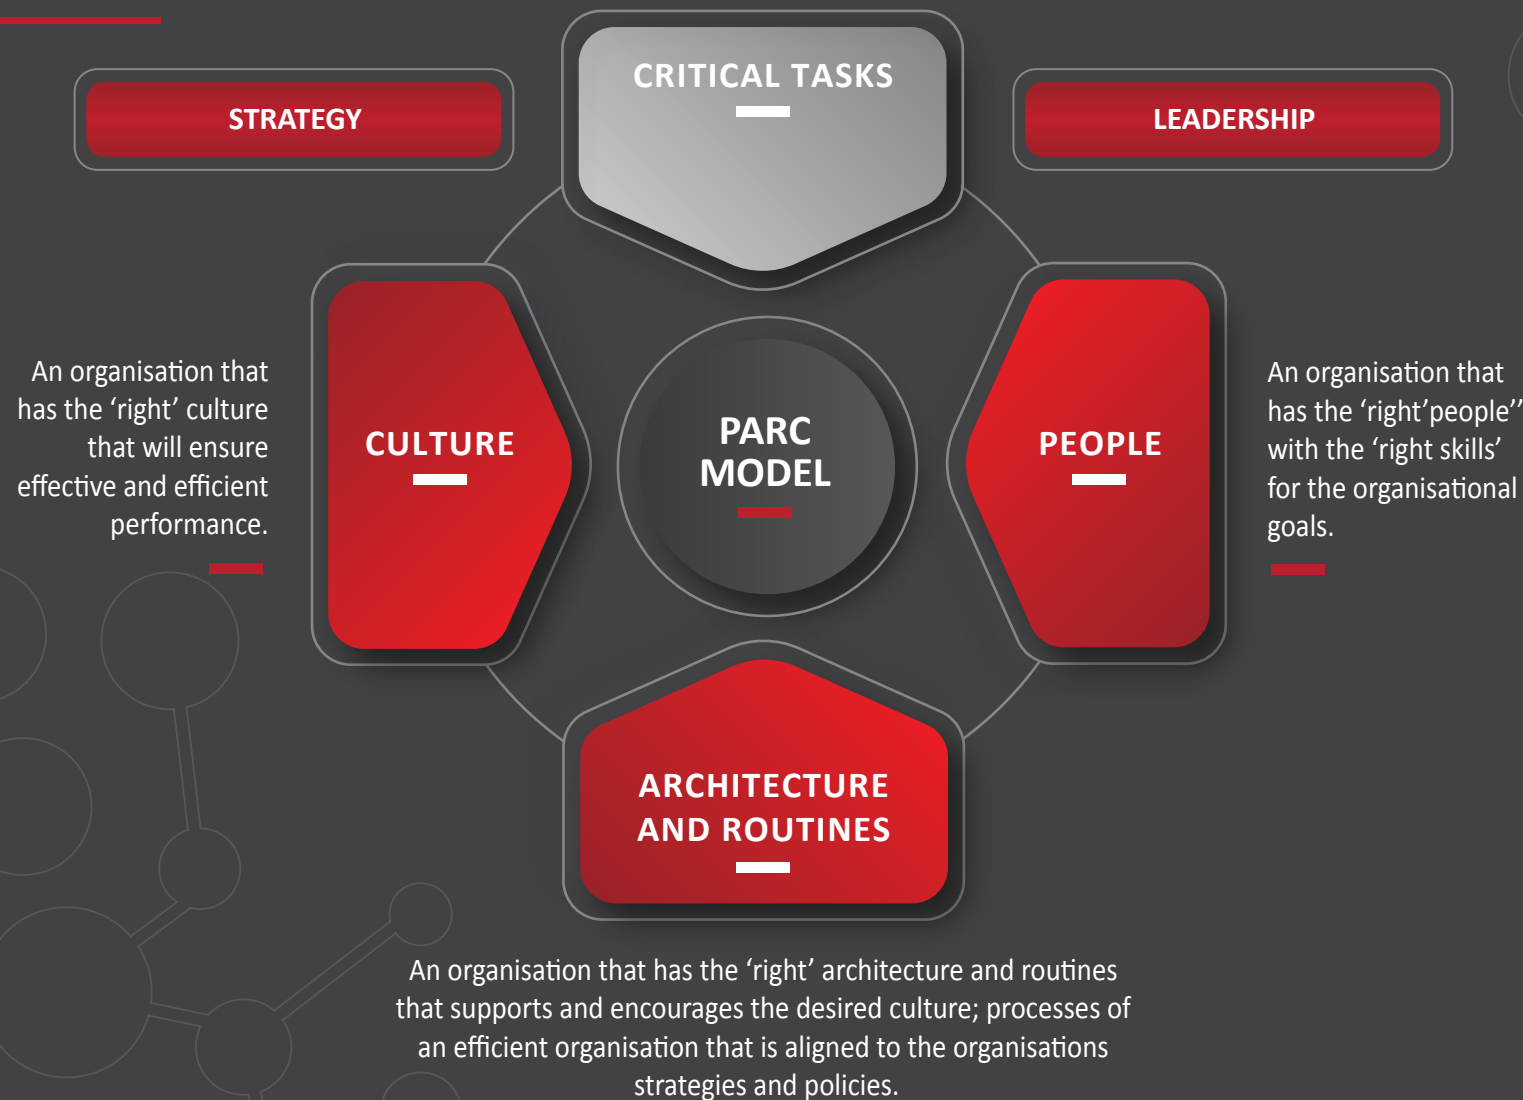 CRITICAL TASKS
STRATEGY
LEADERSHIP
An organisation that
has the ‘right’ culture
that will ensure
effective and efficient
performance.
CULTURE
PARC
MODEL
PEOPLE
An organisation that
has the ‘right’people’’
with the ‘right skills’
for the organisational
goals.
ARCHITECTURE
AND ROUTINES
An organisation that has the ‘right’ architecture and routines
that supports and encourages the desired culture; processes of
an efficient organisation that is aligned to the organisations
strategies and policies.